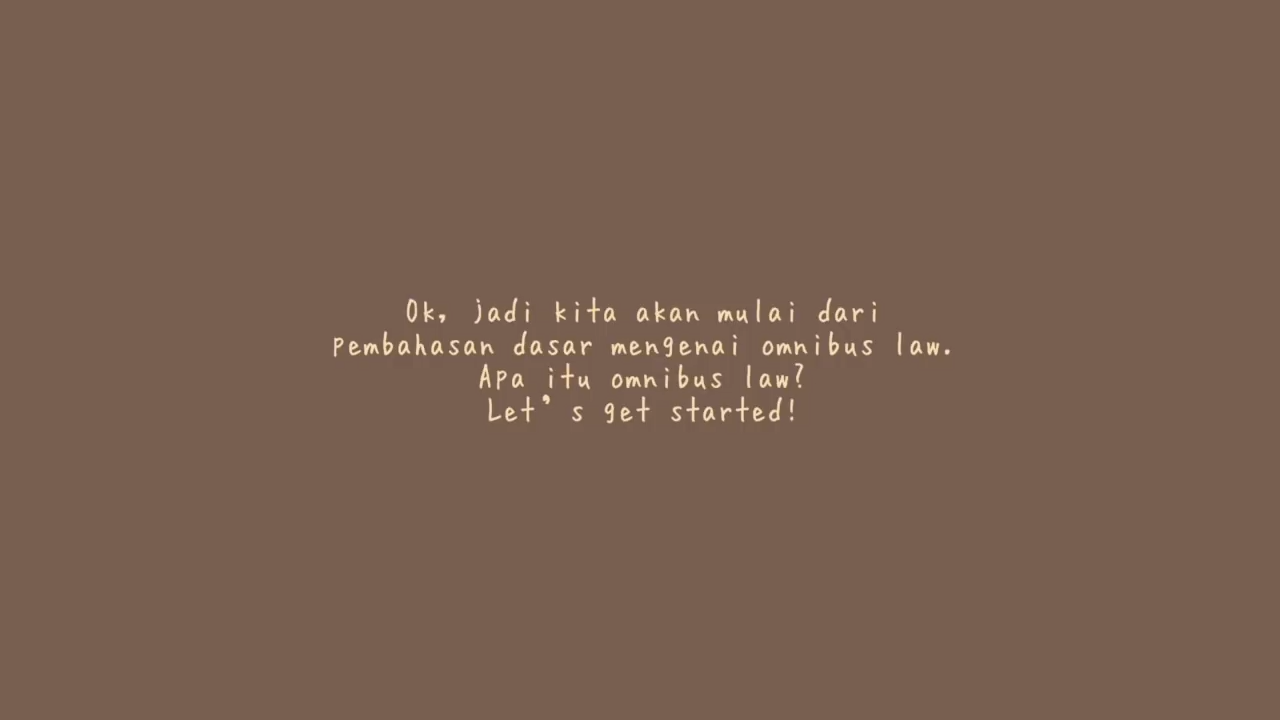 Ok, jadi kita akan mulai dari
pembahasan dasar mengenai omnibus law.
Apa itu omnibus law?
Let’s get started!